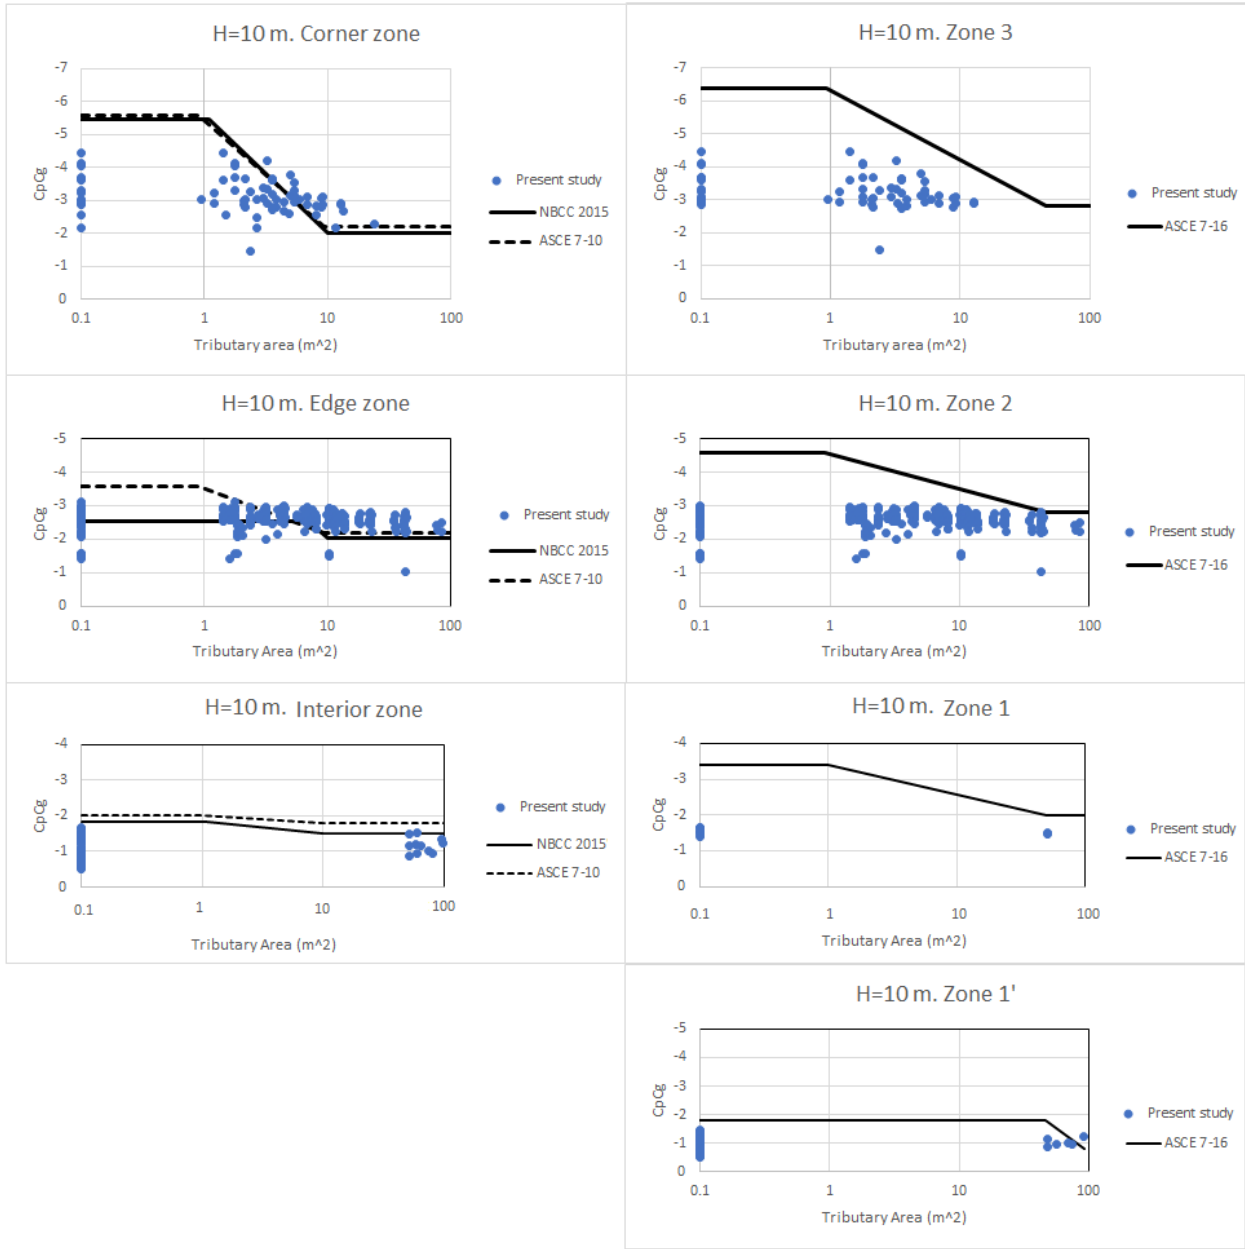 H=10 m. Corner zone
-7
-6
-5
-4
-3
-2
-1
0
CpCg
0.1 1 10 100
Tributary area (m^2)
Present study
NBCC 2015
ASCE 7-10
H=10 m. Zone 3
-7
-6
-5
-4
-3
-2
-1
0
CpCg
0.1 1 10 100
Tributary area (m^2)
Present study
ASCE 7-16
H=10 m. Edge zone
-5
-4
-3
-2
-1
0
CpCg
0.1 1 10 100
Tributary Area (m^2)
Present study
NBCC 2015
ASCE 7-10
H=10 m. Zone 2
-5
-4
-3
-2
-1
0
CpCg
0.1 1 10 100
Tributary Area (m^2)
Present study
ASCE 7-16
H=10 m. Interior zone
-4
-3
-2
-1
0
CpCg
0.1 1 10 100
Tributary Area (m^2)
Present study
NBCC 2015
ASCE 7-10
H=10 m. Zone 1
-4
-3
-2
-1
0
CpCg
0.1 1 10 100
Tributary Area (m^2)
Present study
ASCE 7-16
H=10 m. Zone 1'
-5
-4
-3
-2
-1
0
CpCg
0.1 1 10 100
Tributary Area (m^2)
Present study
ASCE 7-16